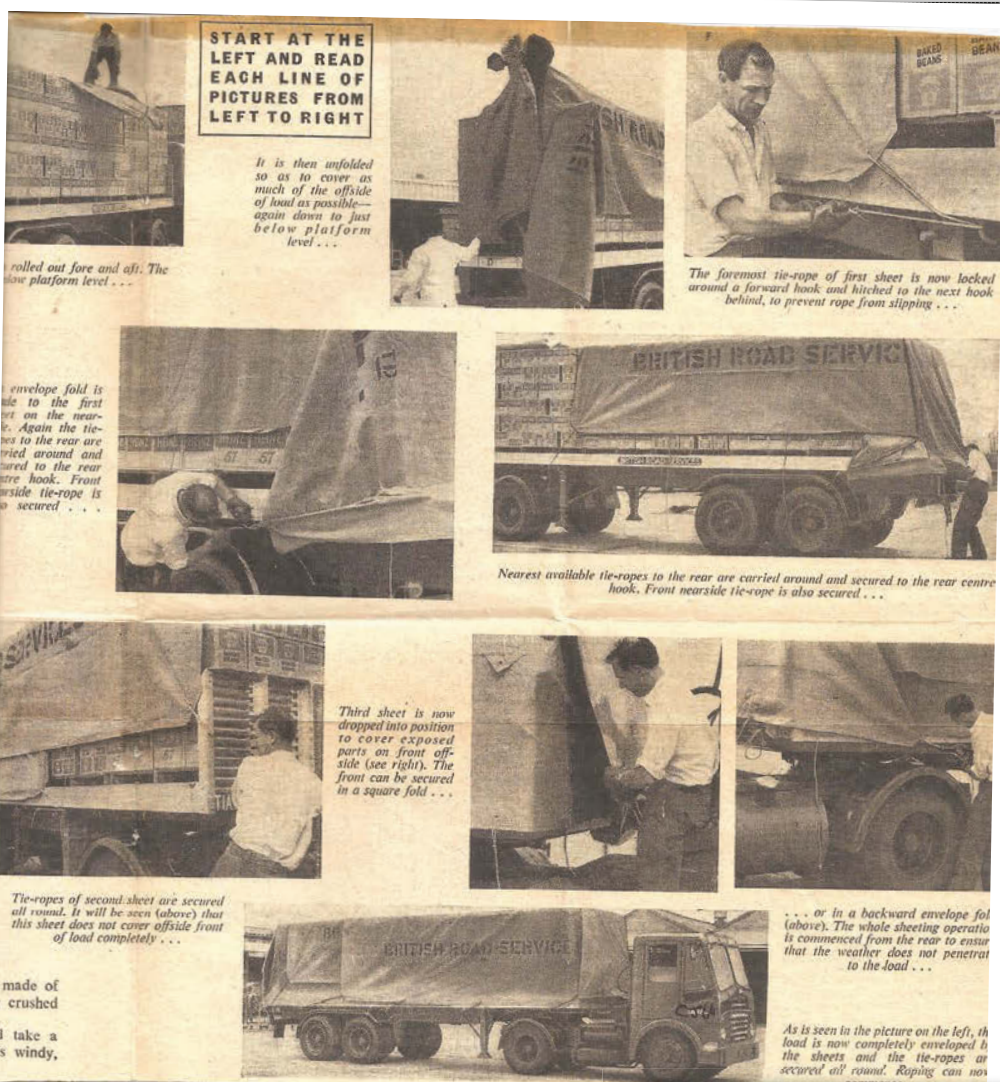 START AT THE
LEFT AND READ
EACH LINE OF
PICTURES FROM
LEFT TO RIGHT
It is then unfolded
so as to cover as
much of the offside
of load as possible—
again down to just
below platform
level . . .
BAKED
BEANS
BEAN
SH ROAD
rolled out fore and aft. The
platform level . . .
The foremost tie-rope of first sheet is now locked
around a forward hook and hitched to the next hook
behind, to prevent rope from slipping . . .
envelope fold is
to the first
on the near-
Again the tie-
to the rear are
around and
to the rear
hook. Front
tie-rope is
secured . . .
57 57
BRITISH ROAD SERVIC
BRITISH ROAD SERVICES
Nearest available tie-ropes to the rear are carried around and secured to the rear centre
hook. Front nearside tie-rope is also secured . . .
SERVICE
Third sheet is now
dropped into position
to cover exposed
parts on front off-
side (see right). The
front can be secured
in a square fold . . .
Tie-ropes of second sheet are secured
all round. It will be seen (above) that
this sheet does not cover offside front
of load completely . . .
. . . or in a backward envelope fol
(above). The whole sheeting operatio
is commenced from the rear to ensur
that the weather does not penetrat
to the load . . .
made of
crushed
take a
windy,
BRITISH ROAD SERVICE
As is seen in the picture on the left, th
load is now completely enveloped b
the sheets and the tie-ropes ar
secured all round. Roping can now